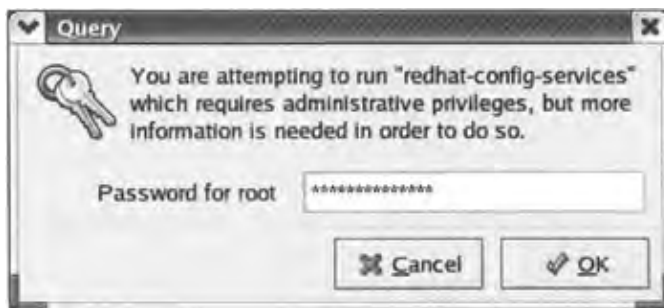 Query
You are attempting to run "redhat-config-services"
which requires administrative privileges, but more
information is needed in order to do so.
Password for root **************
Cancel OK